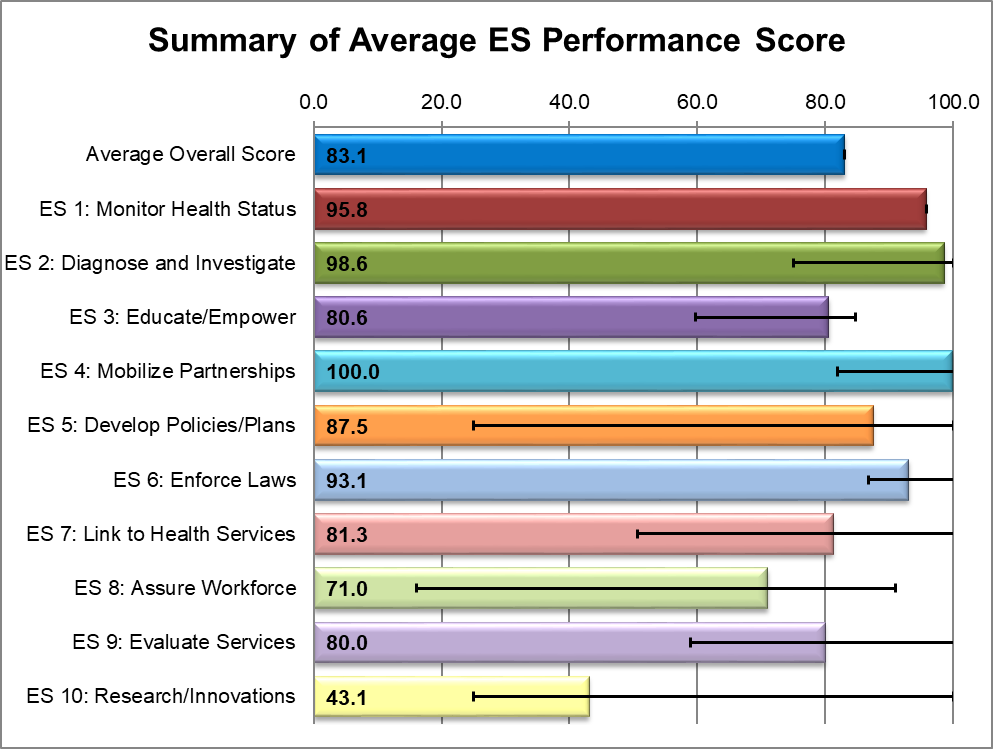 Summary of Average ES Performance Score
0.0 20.0 40.0 60.0 80.0 100.0
Average Overall Score 83.1
ES 1: Monitor Health Status 95.8
ES 2: Diagnose and Investigate 98.6
ES 3: Educate/Empower 80.6
ES 4: Mobilize Partnerships 100.0
ES 5: Develop Policies/Plans 87.5
ES 6: Enforce Laws 93.1
ES 7: Link to Health Services 81.3
ES 8: Assure Workforce 71.0
ES 9: Evaluate Services 80.0
ES 10: Research/Innovations 43.1